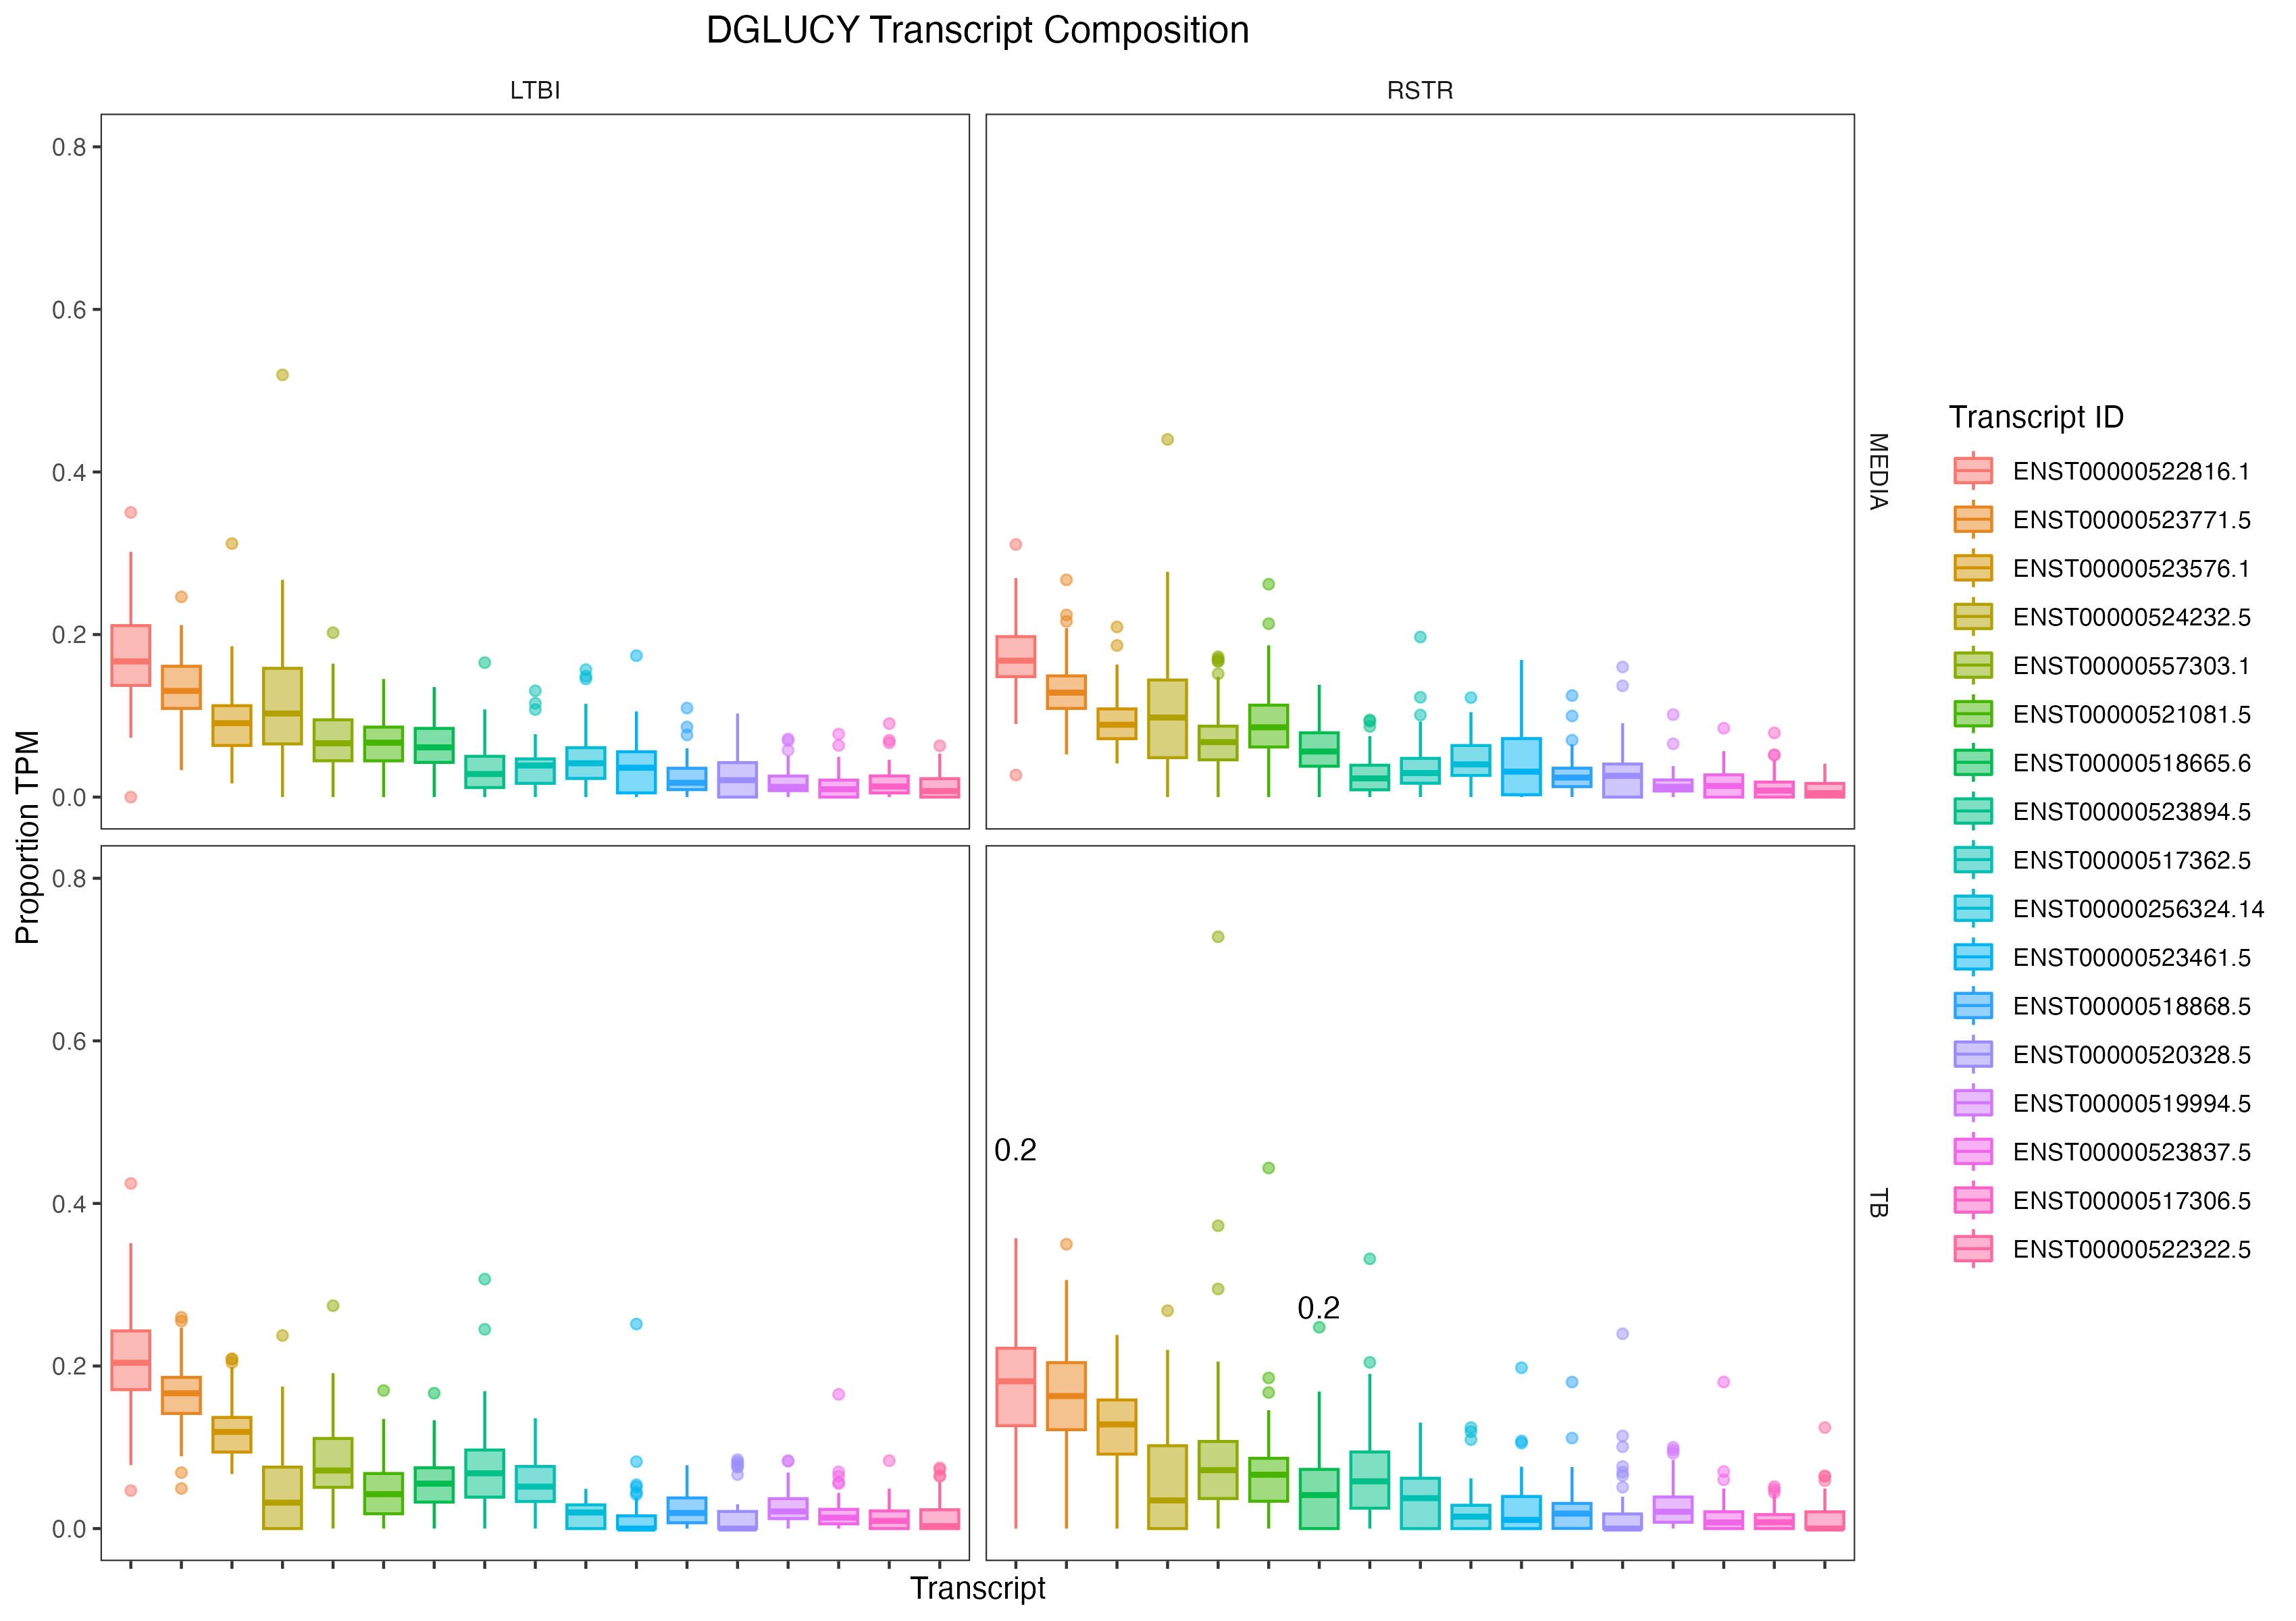 DGLUCY Transcript Composition
LTBI
RSTR
0.8
0.6
0.4
0.2
0.0
MEDIA
Proportion TPM
0.8
0.6
0.4
0.2
0.0
0.2
0.2
TB
Transcript
Transcript ID
ENST00000522816.1
ENST00000523771.5
ENST00000523576.1
ENST00000524232.5
ENST00000557303.1
ENST00000521081.5
ENST00000518665.6
ENST00000523894.5
ENST00000517362.5
ENST00000256324.14
ENST00000523461.5
ENST00000518868.5
ENST00000520328.5
ENST00000519994.5
ENST00000523837.5
ENST00000517306.5
ENST00000522322.5